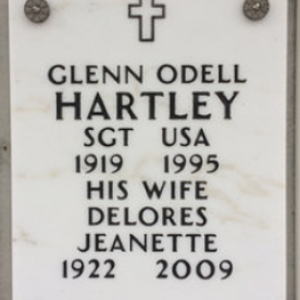 GLENN ODELL
HARTLEY
SGT USA
1919 1995
HIS WIFE
DELORES
JEANETTE
1922 2009